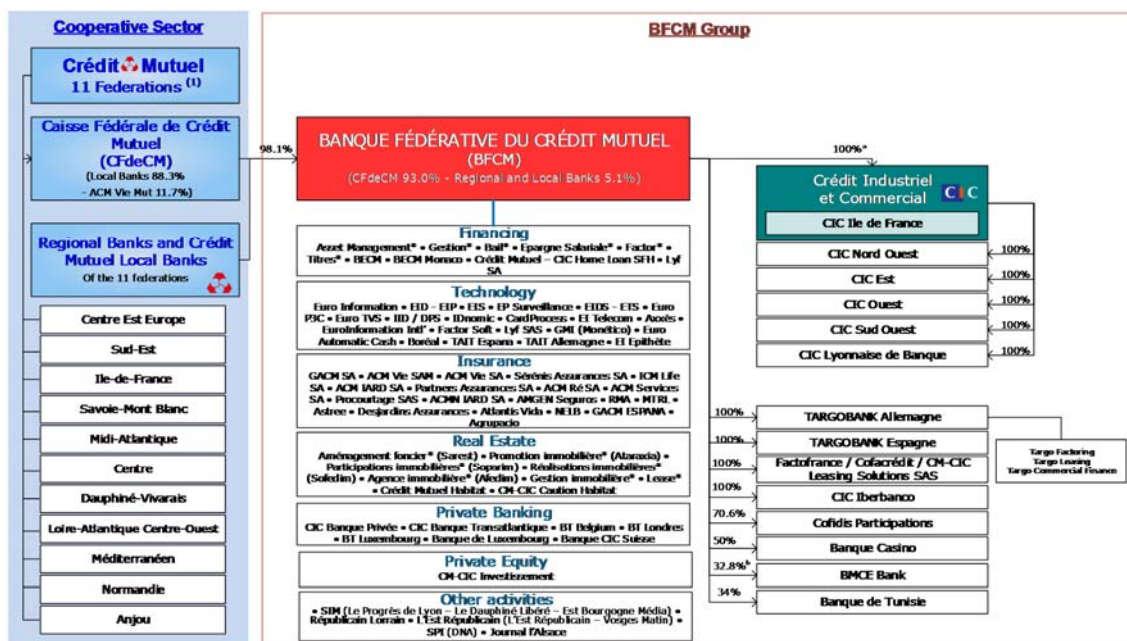 Cooperative Sector
Crédit Mutuel
11 Federations (1)
Caisse Fédérale de Crédit
Mutuel
(CFdeCM)
(Local Banks 88.3%
- ACM Vie Mut 11.7%)
Regional Banks and Crédit
Mutuel Local Banks
Of the 11 federations
Centre Est Europe
Sud-Est
Ile-de-France
Savoie-Mont Blanc
Midi-Atlantique
Centre
Dauphiné-Vivarais
Loire-Atlantique Centre-Ouest
Méditerranéen
Normandie
Anjou
BFCM Group
98.1%
BANQUE FÉDÉRATIVE DU CRÉDIT MUTUEL
(BFCM)
(CFdeCM 93.0% - Regional and Local Banks 5.1%)
Financing
Asset Management* • Gestion* • Bail* • Epargne Salariale* • Factor* •
Titres* • BECM • BECM Monaco • Crédit Mutuel – CIC Home Loan SFH • Lyf
SA
Technology
Euro Information • EID – EIP • EIS • EP Surveillance • EIDS – ETS • Euro
P3C • Euro TVS • IID / DPS • IDnomic • CardProcess • EI Telecom • Axxès •
EuroInformation Intl' • Factor Soft • Lyf SAS • GMI (Monético) • Euro
Automatic Cash • Boréal • TAIT Espana • TAIT Allemagne • EI Epithète
Insurance
GACM SA • ACM Vie SAM • ACM Vie SA • Sérénis Assurances SA • ICM Life
SA • ACM IARD SA • Partners Assurances SA • ACM Ré SA • ACM Services
SA • Procourtage SAS • ACMN IARD SA • AMGEN Seguros • RMA • MTRL •
Astree • Desjardins Assurances • Atlantis Vida • NELB • GACM ESPANA •
Agrupacio
Real Estate
Aménagement foncier* (Sarest) • Promotion immobilière* (Ataraxia) •
Participations immobilières* (Soparim) • Réalisations immobilières*
(Sofedim) • Agence immobilière* (Afedim) • Gestion immobilière* • Lease*
• Crédit Mutuel Habitat • CM-CIC Caution Habitat
Private Banking
CIC Banque Privée • CIC Banque Transatlantique • BT Belgium • BT Londres
• BT Luxembourg • Banque de Luxembourg • Banque CIC Suisse
Private Equity
CM-CIC Investissement
Other activities
• SIM (Le Progrès de Lyon – Le Dauphiné Libéré – Est Bourgogne Média) •
Républicain Lorrain • L'Est Républicain (L'Est Républicain – Vosges Matin) •
SPI (DNA) • Journal l'Alsace
100%*
Crédit Industriel
et Commercial CIC
CIC Ile de France
CIC Nord Ouest 100%
CIC Est 100%
CIC Ouest 100%
CIC Sud Ouest 100%
CIC Lyonnaise de Banque 100%
100% TARGOBANK Allemagne
100% TARGOBANK Espagne
100% Factofrance / Cofacrédit / CM-CIC
Leasing Solutions SAS
100% CIC Iberbanco
70.6% Cofidis Participations
50% Banque Casino
32.8% BMCE Bank
34% Banque de Tunisie
Targo Factoring
Targo Leasing
Targo Commercial Finance